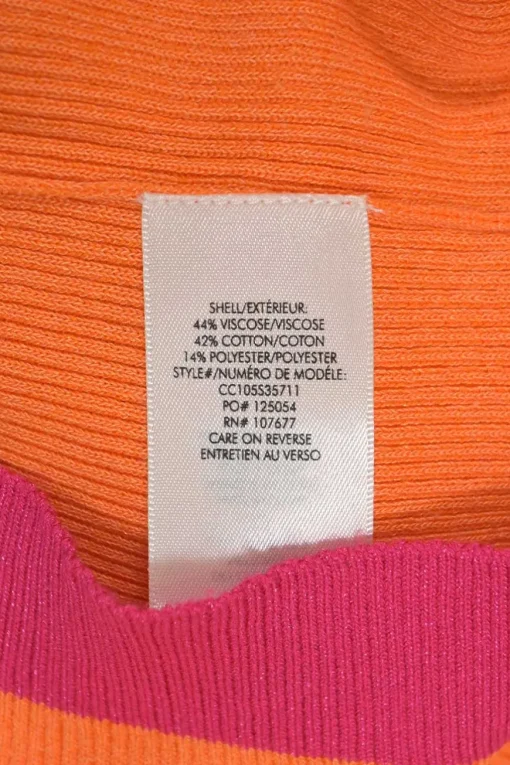 SHELL/EXTÉRIEUR:
44% VISCOSE/VISCOSE
42% COTTON/COTON
14% POLYESTER/POLYESTER
STYLE#/NUMÉRO DE MODÈLE:
CC105S35711
PO# 125054
RN# 107677
CARE ON REVERSE
ENTRETIEN AU VERSO